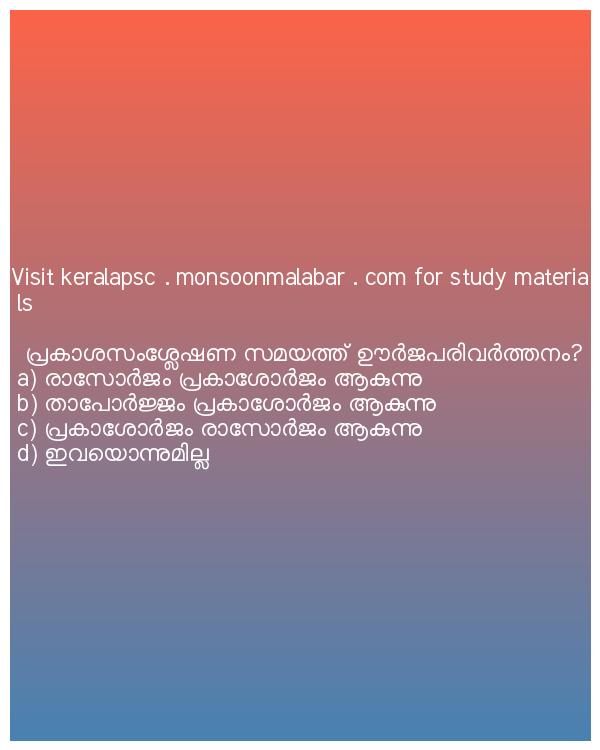 Visit keralapsc . monsoonmalabar . com for study materia
ls
പ്രകാശസംശ്ലേഷണ സമയത്ത് ഊർജപരിവർത്തനം?
a) രാസോർജം പ്രകാശോർജം ആകുന്നു
b) താപോർജ്ജം പ്രകാശോർജം ആകുന്നു
c) പ്രകാശോർജം രാസോർജം ആകുന്നു
d) ഇവയൊന്നുമില്ല